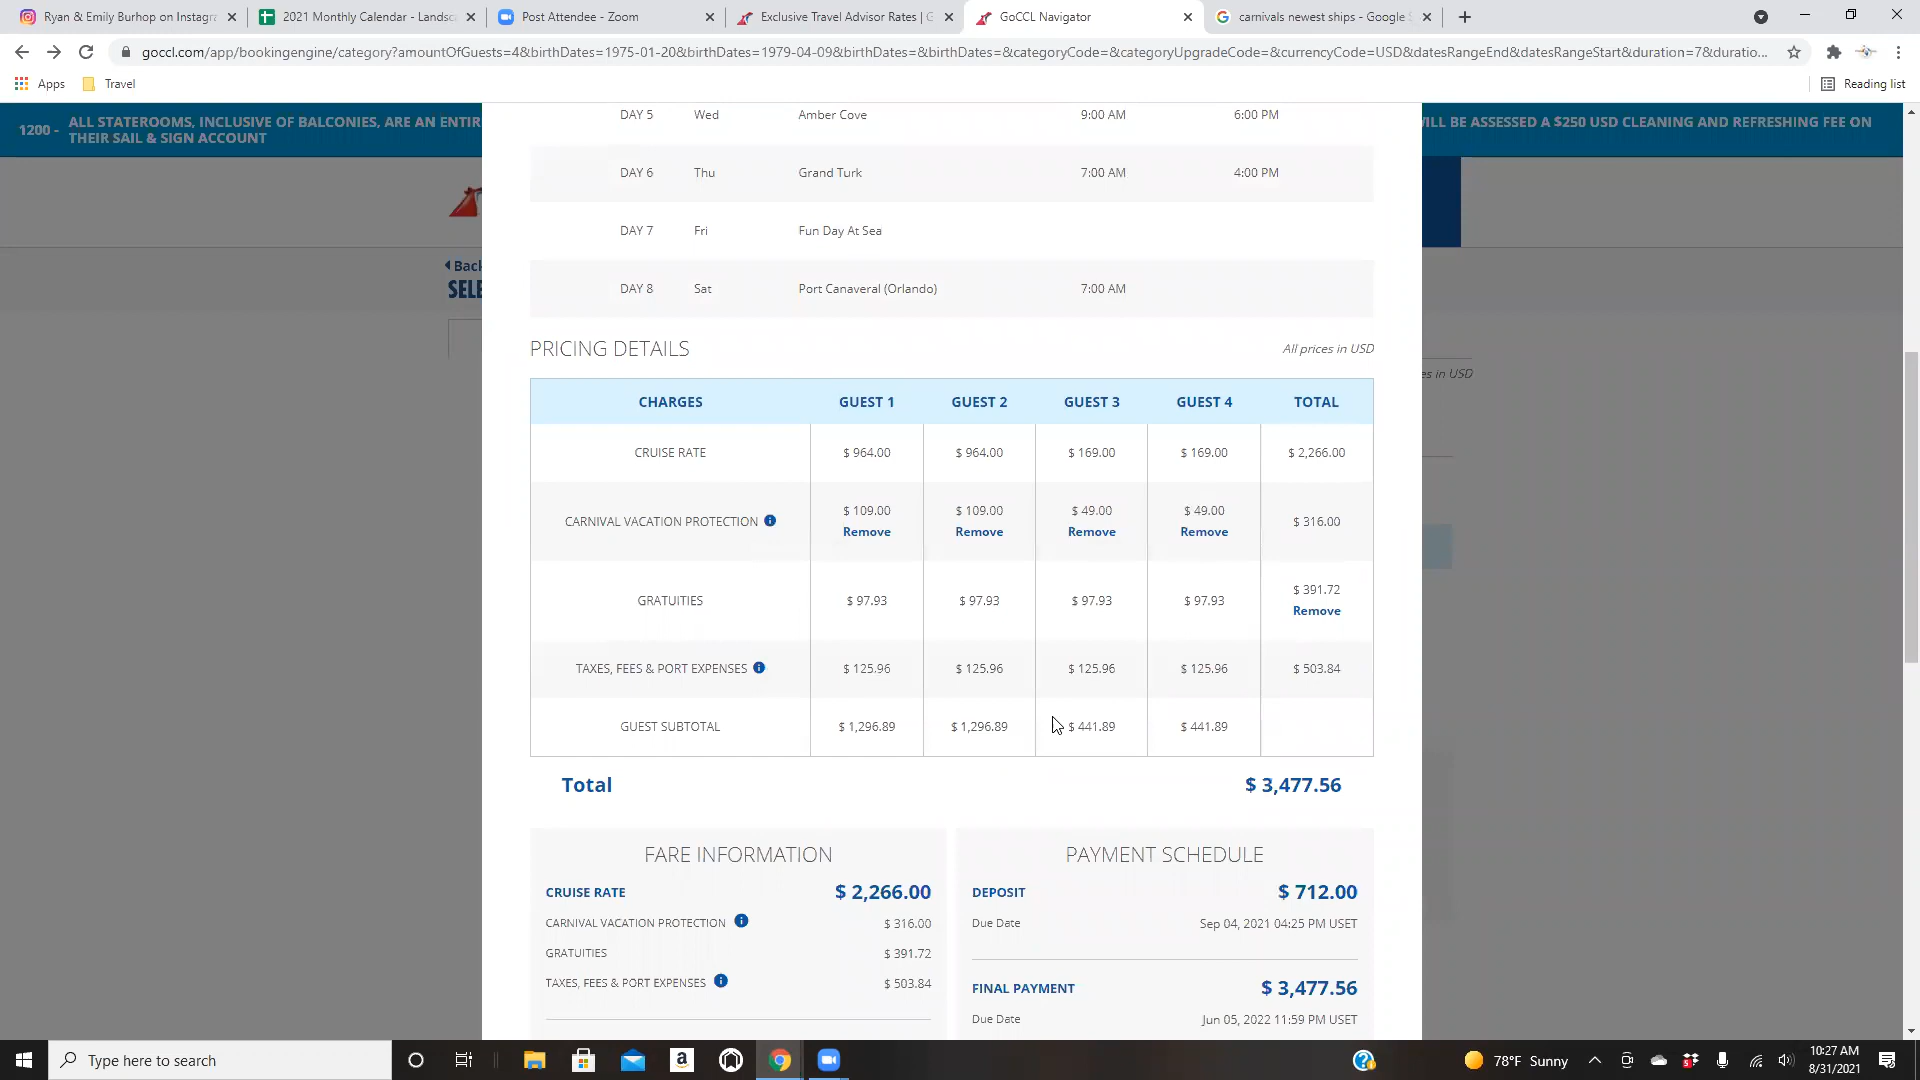 Ryan & Emily Burhop on Instagra
2021 Monthly Calendar - Landsca
Post Attendee - Zoom
Exclusive Travel Advisor Rates | G
GoCCL Navigator
carnivals newest ships - Google S
goccl.com/app/bookingengine/category?amountOfGuests=4&birthDates=1975-01-20&birthDates=1979-04-09&birthDates=&birthDates=&categoryCode=&categoryUpgradeCode=&currencyCode=USD&datesRangeEnd&datesRangeStart&duration=7&duratio...
Apps
Travel
Reading list
1200 - ALL STATEROOMS, INCLUSIVE OF BALCONIES, ARE AN ENTIR
THEIR SAIL & SIGN ACCOUNT
WILL BE ASSESSED A $250 USD CLEANING AND REFRESHING FEE ON
Back
SELE
es in USD
DAY 5 Wed Amber Cove 9:00 AM 6:00 PM
DAY 6 Thu Grand Turk 7:00 AM 4:00 PM
DAY 7 Fri Fun Day At Sea
DAY 8 Sat Port Canaveral (Orlando) 7:00 AM
PRICING DETAILS
All prices in USD
CHARGES GUEST 1 GUEST 2 GUEST 3 GUEST 4 TOTAL
CRUISE RATE $ 964.00 $ 964.00 $ 169.00 $ 169.00 $ 2,266.00
CARNIVAL VACATION PROTECTION $ 109.00 $ 109.00 $ 49.00 $ 49.00 $ 316.00
Remove Remove Remove Remove
GRATUITIES $ 97.93 $ 97.93 $ 97.93 $ 97.93 $ 391.72
Remove
TAXES, FEES & PORT EXPENSES $ 125.96 $ 125.96 $ 125.96 $ 125.96 $ 503.84
GUEST SUBTOTAL $ 1,296.89 $ 1,296.89 $ 441.89 $ 441.89
Total $ 3,477.56
FARE INFORMATION
CRUISE RATE $ 2,266.00
CARNIVAL VACATION PROTECTION $ 316.00
GRATUITIES $ 391.72
TAXES, FEES & PORT EXPENSES $ 503.84
PAYMENT SCHEDULE
DEPOSIT $ 712.00
Due Date Sep 04, 2021 04:25 PM USET
FINAL PAYMENT $ 3,477.56
Due Date Jun 05, 2022 11:59 PM USET
Type here to search
78°F Sunny
10:27 AM
8/31/2021